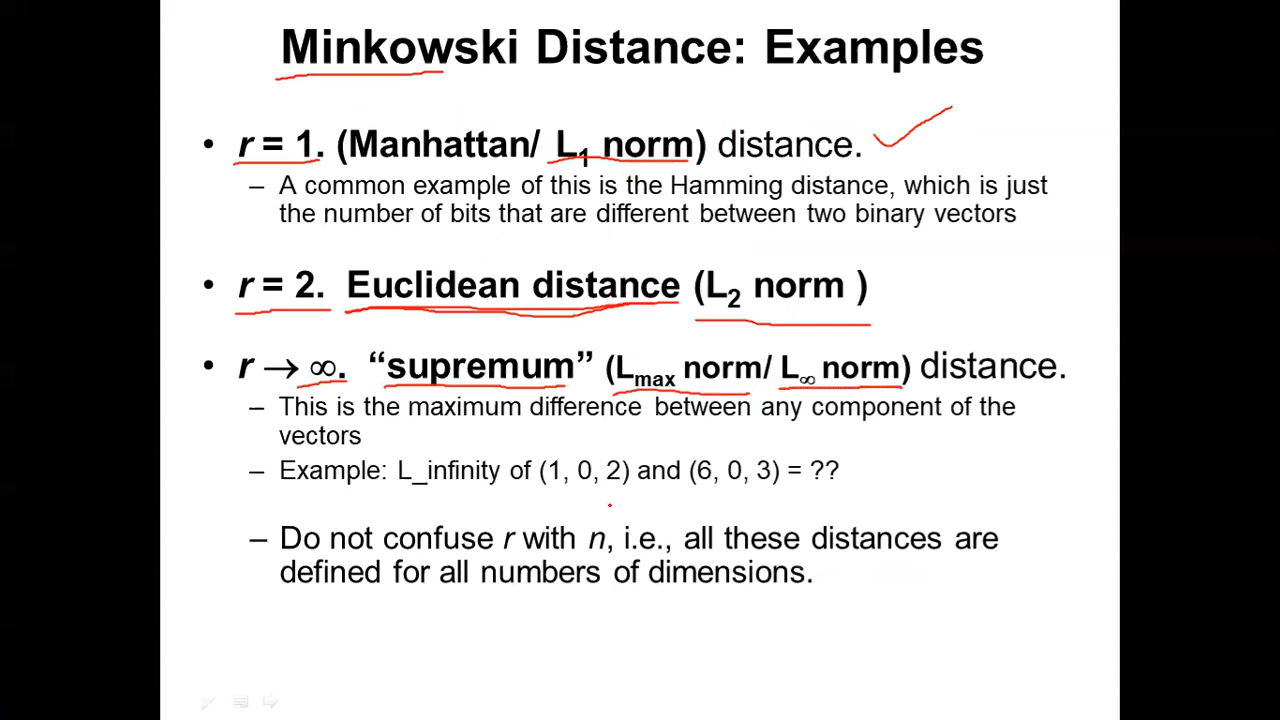 Minkowski Distance: Examples
• r = 1. (Manhattan/ L₁ norm) distance.
– A common example of this is the Hamming distance, which is just
the number of bits that are different between two binary vectors
• r = 2. Euclidean distance (L₂ norm )
• r → ∞. “supremum” (Lmax norm/ L∞ norm) distance.
– This is the maximum difference between any component of the
vectors
– Example: L_infinity of (1, 0, 2) and (6, 0, 3) = ??
– Do not confuse r with n, i.e., all these distances are
defined for all numbers of dimensions.